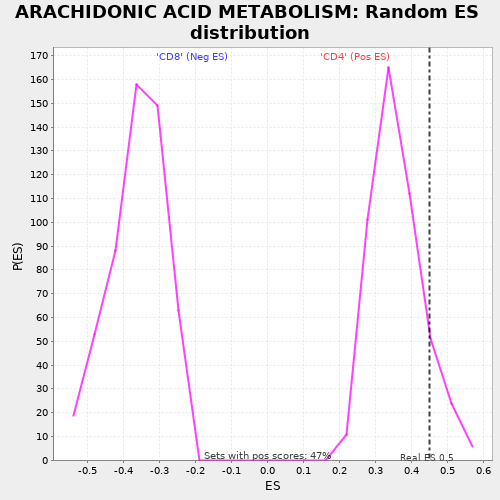 ARACHIDONIC ACID METABOLISM: Random ES
distribution
'CD8' (Neg ES)
'CD4' (Pos ES)
170
160
150
140
130
120
110
100
90
80
70
60
50
40
30
20
10
0
P(ES)
Sets with pos scores: 47%
Real ES 0.5
-0.5 -0.4 -0.3 -0.2 -0.1 0.0 0.1 0.2 0.3 0.4 0.5 0.6
ES